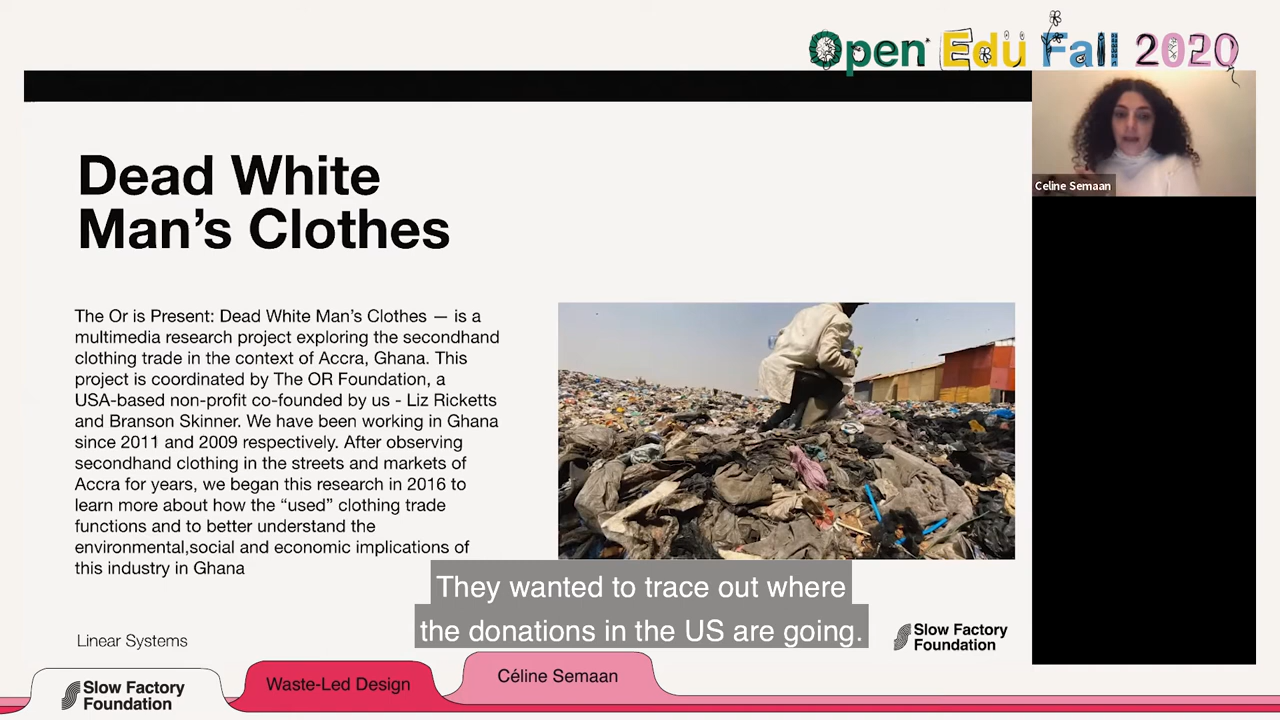 Open Edu Fall 2020
Celine Semaan
Dead White
Man’s Clothes
The Or is Present: Dead White Man’s Clothes — is a
multimedia research project exploring the secondhand
clothing trade in the context of Accra, Ghana. This
project is coordinated by The OR Foundation, a
USA-based non-profit co-founded by us - Liz Ricketts
and Branson Skinner. We have been working in Ghana
since 2011 and 2009 respectively. After observing
secondhand clothing in the streets and markets of
Accra for years, we began this research in 2016 to
learn more about how the “used” clothing trade
functions and to better understand the
environmental,social and economic implications of
this industry in Ghana
They wanted to trace out where
the donations in the US are going.
Linear Systems
Slow Factory
Foundation
Slow Factory
Foundation
Waste-Led Design
Céline Semaan